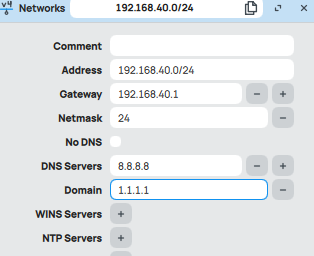 v4 Networks 192.168.40.0/24
Comment
Address 192.168.40.0/24
Gateway 192.168.40.1 − +
Netmask 24 −
No DNS
DNS Servers 8.8.8.8 − +
Domain 1.1.1.1 −
WINS Servers +
NTP Servers +